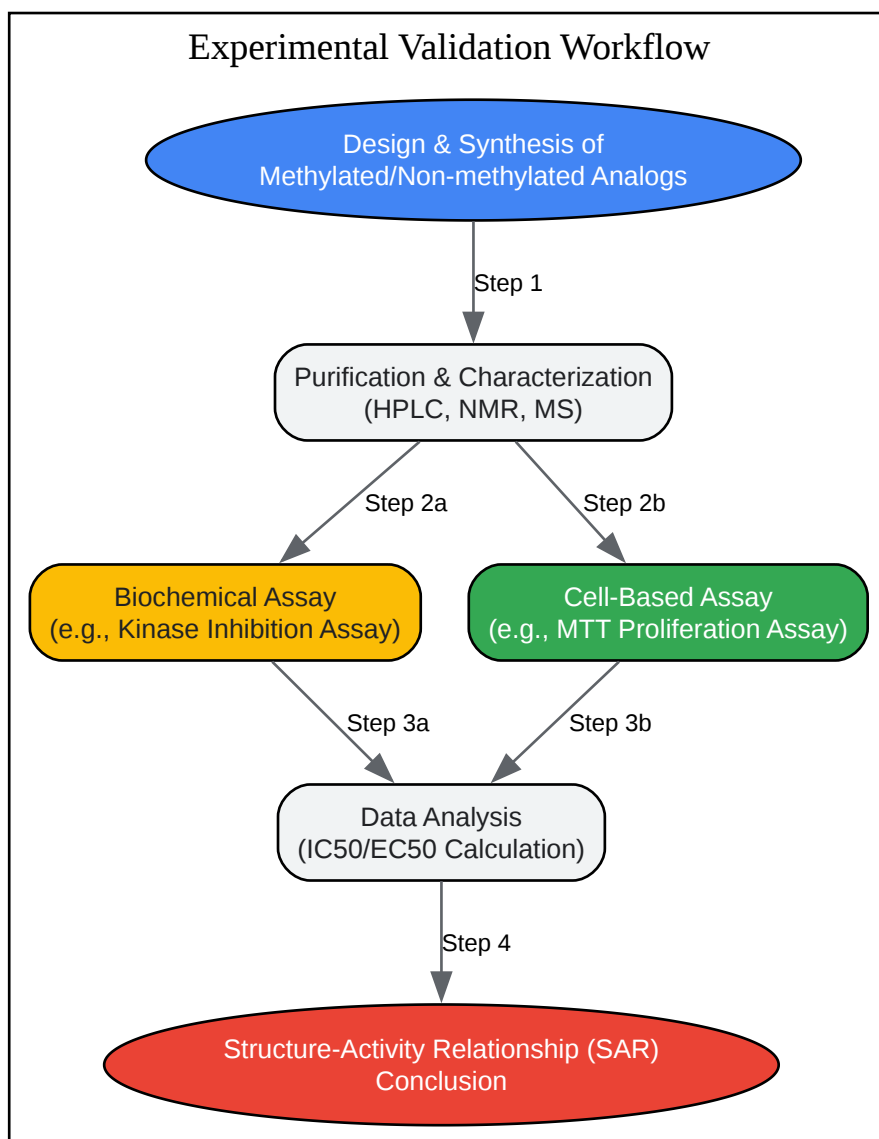 Experimental Validation Workflow
Design & Synthesis of
Methylated/Non-methylated Analogs
Step 1
Purification & Characterization
(HPLC, NMR, MS)
Step 2a
Step 2b
Biochemical Assay
(e.g., Kinase Inhibition Assay)
Cell-Based Assay
(e.g., MTT Proliferation Assay)
Step 3a
Step 3b
Data Analysis
(IC50/EC50 Calculation)
Step 4
Structure-Activity Relationship (SAR)
Conclusion